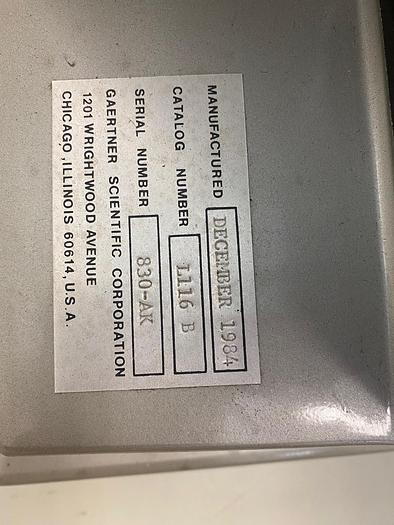 MANUFACTURED DECEMBER 1984
CATALOG NUMBER L116 B
SERIAL NUMBER 830-AK
GAERTNER SCIENTIFIC CORPORATION
1201 WRIGHTWOOD AVENUE
CHICAGO, ILLINOIS 60614, U.S.A.